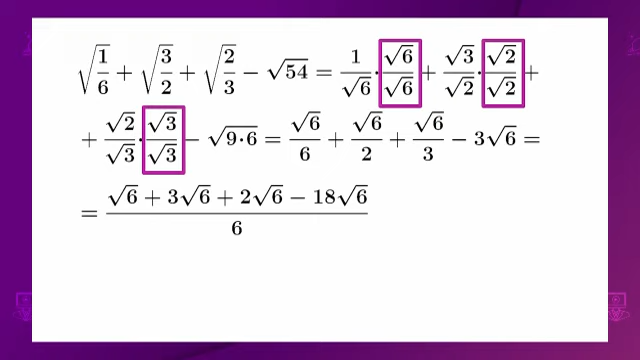 √(1/6) + √(3/2) + √(2/3) − √54 = 1/√6 · √6/√6 + √3/√2 · √2/√2 +
+ √2/√3 · √3/√3 − √(9·6) = √6/6 + √6/2 + √6/3 − 3√6 =
= (√6 + 3√6 + 2√6 − 18√6)/6